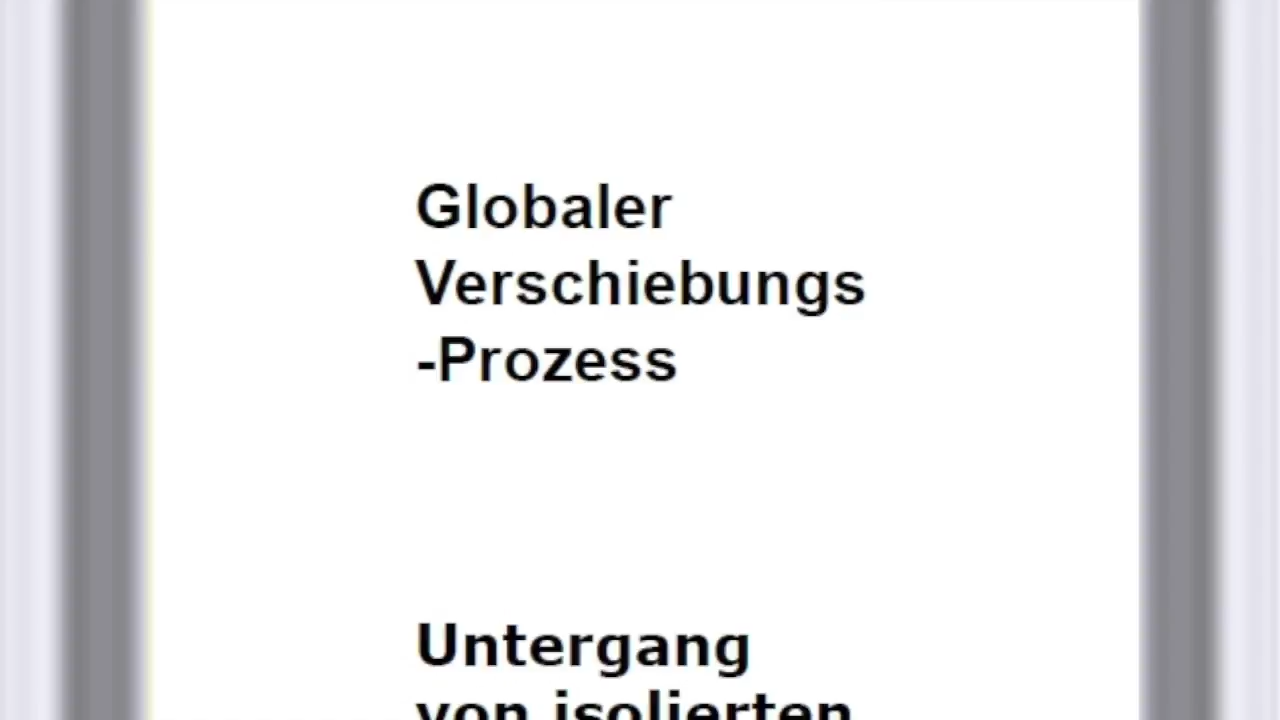 Globaler
Verschiebungs
-Prozess
Untergang
von isolierten